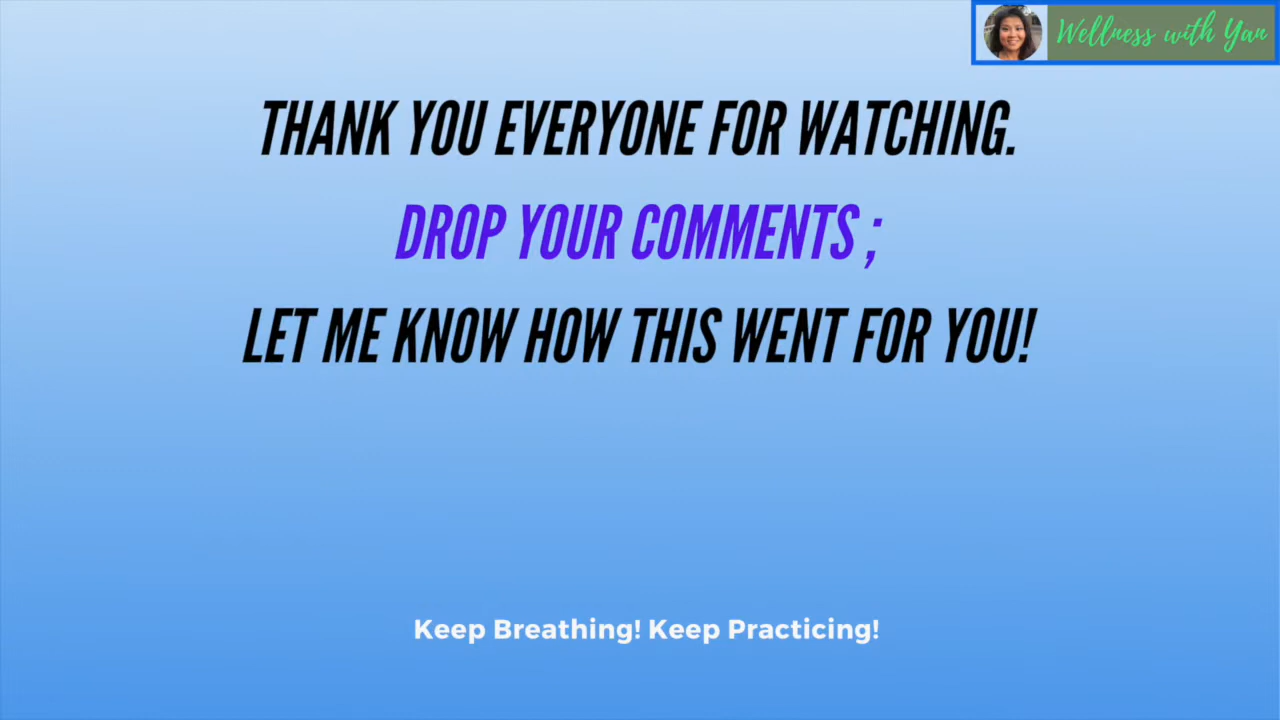 Wellness with Yan
THANK YOU EVERYONE FOR WATCHING.
DROP YOUR COMMENTS ;
LET ME KNOW HOW THIS WENT FOR YOU!
Keep Breathing! Keep Practicing!